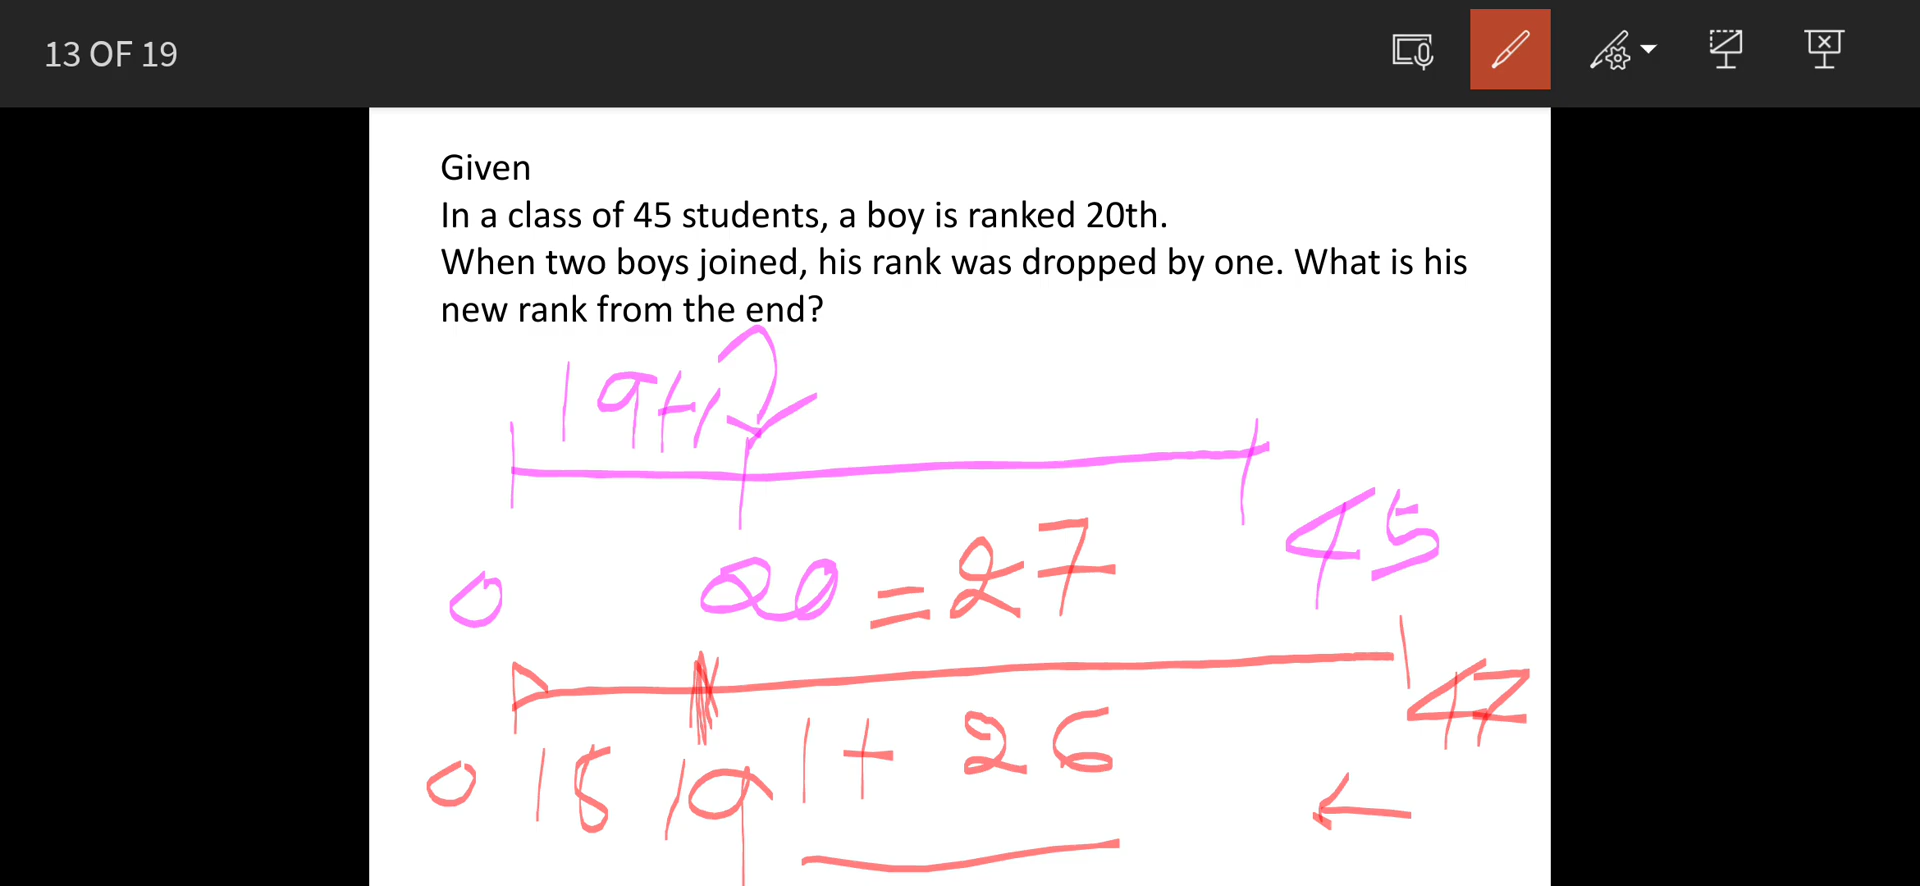 13 OF 19
Given
In a class of 45 students, a boy is ranked 20th.
When two boys joined, his rank was dropped by one. What is his
new rank from the end?
19+1
45
0 20 = 27
47
0 18 19 1 + 26